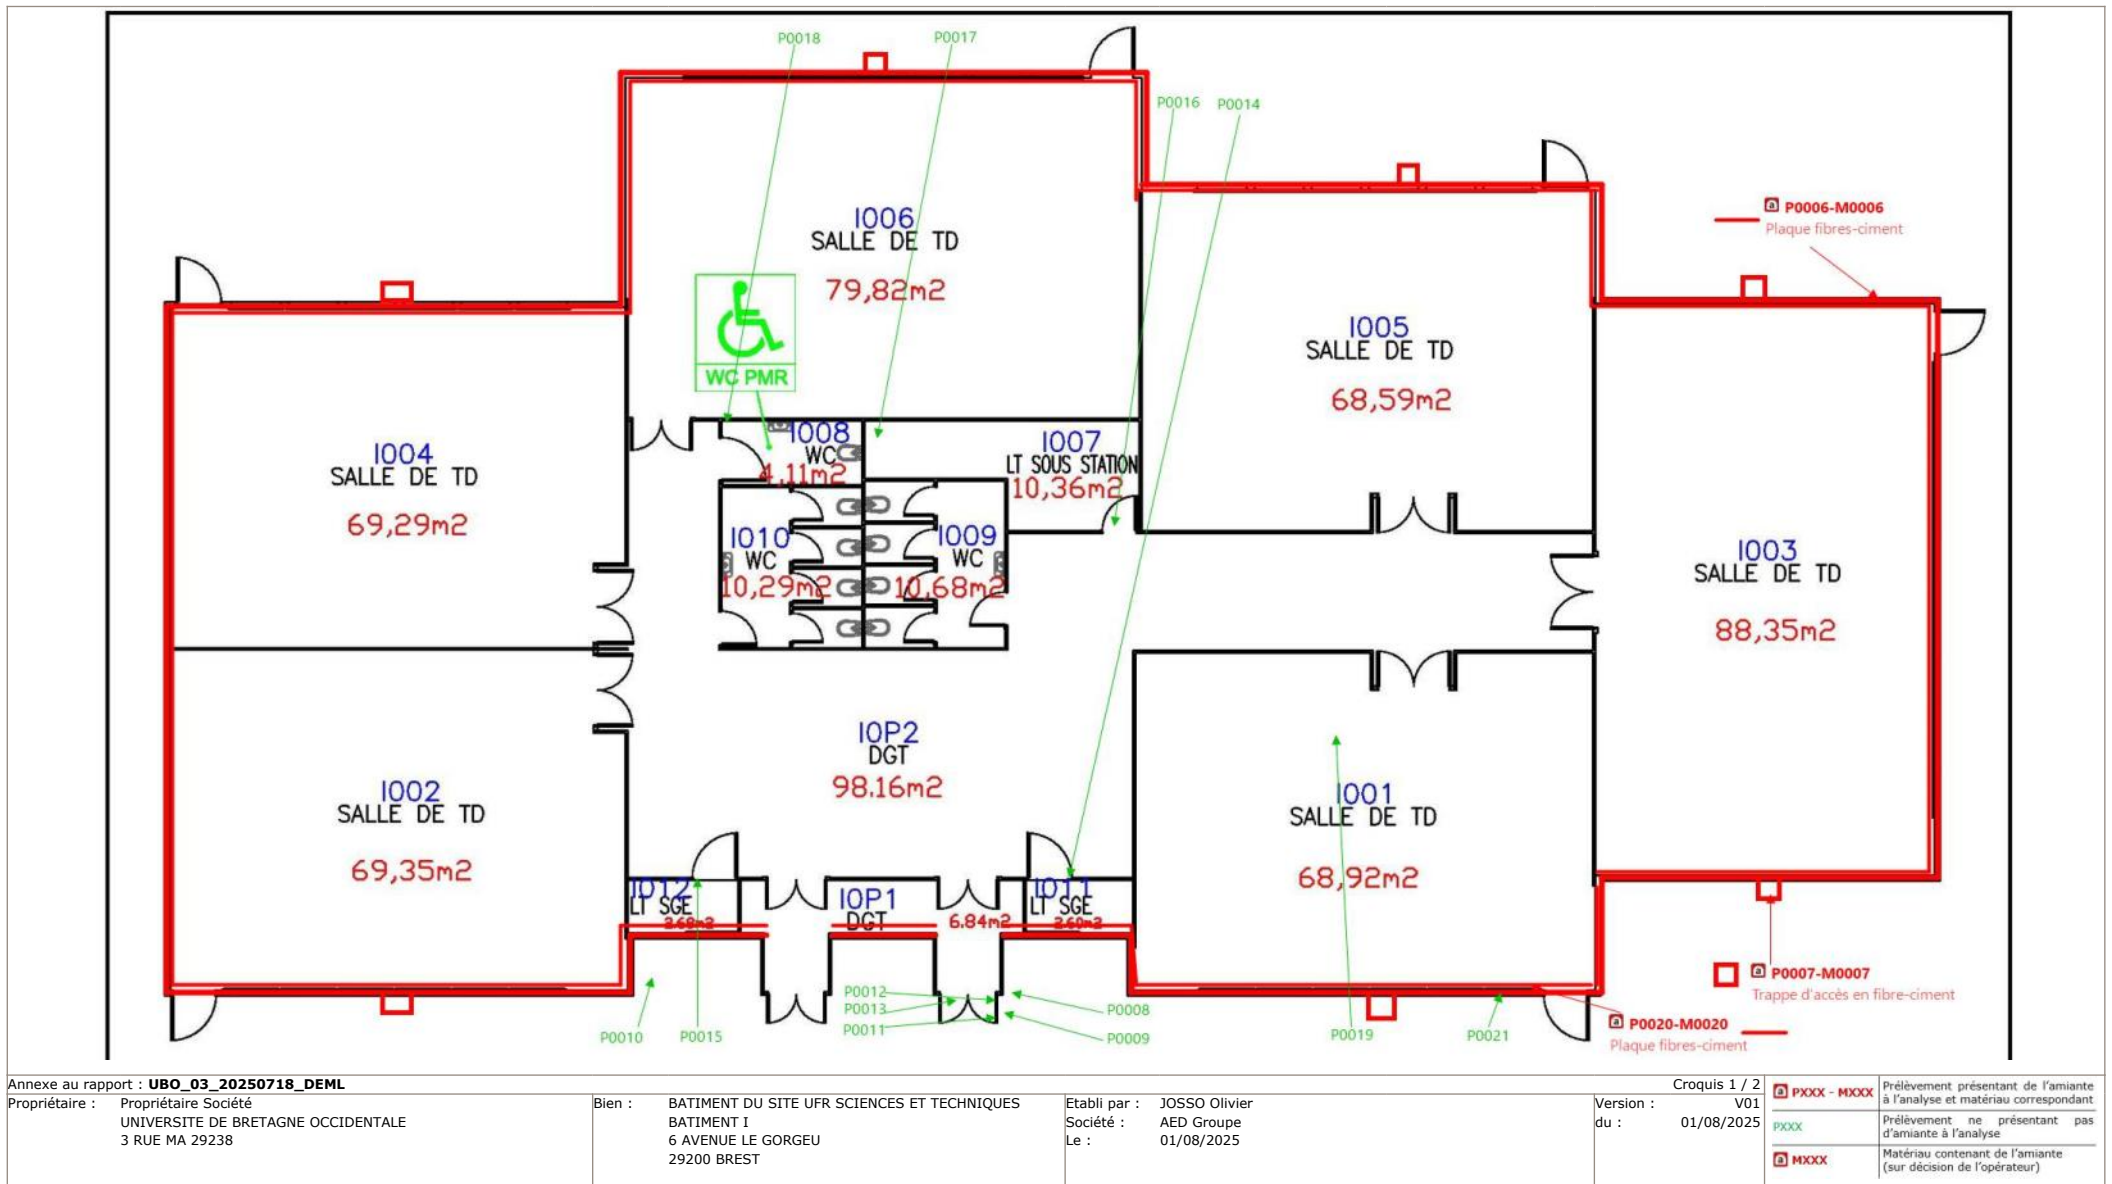 P0018
P0017
P0016
P0014
P0006-M0006
Plaque fibres-ciment
I006
SALLE DE TD
79,82m2
WC PMR
I005
SALLE DE TD
68,59m2
I004
SALLE DE TD
69,29m2
I008
WC
4,11m2
I007
LT SOUS STATION
10,36m2
I010
WC
10,29m2
I009
WC
10,68m2
I003
SALLE DE TD
88,35m2
I0P2
DGT
98.16m2
I002
SALLE DE TD
69,35m2
I001
SALLE DE TD
68,92m2
I012
LT SGE
2.68m2
I0P1
DGT
6.84m2
I011
LT SGE
2.60m2
P0010
P0015
P0012
P0013
P0011
P0008
P0009
P0019
P0021
a P0007-M0007
Trappe d'accès en fibre-ciment
a P0020-M0020
Plaque fibres-ciment
Annexe au rapport : UBO_03_20250718_DEML
Croquis 1 / 2
Propriétaire : Propriétaire Société
UNIVERSITE DE BRETAGNE OCCIDENTALE
3 RUE MA 29238
Bien : BATIMENT DU SITE UFR SCIENCES ET TECHNIQUES
BATIMENT I
6 AVENUE LE GORGEU
29200 BREST
Etabli par : JOSSO Olivier
Société : AED Groupe
Le : 01/08/2025
Version : V01
du : 01/08/2025
a PXXX - MXXX Prélèvement présentant de l'amiante
à l'analyse et matériau correspondant
PXXX Prélèvement ne présentant pas
d'amiante à l'analyse
a MXXX Matériau contenant de l'amiante
(sur décision de l'opérateur)